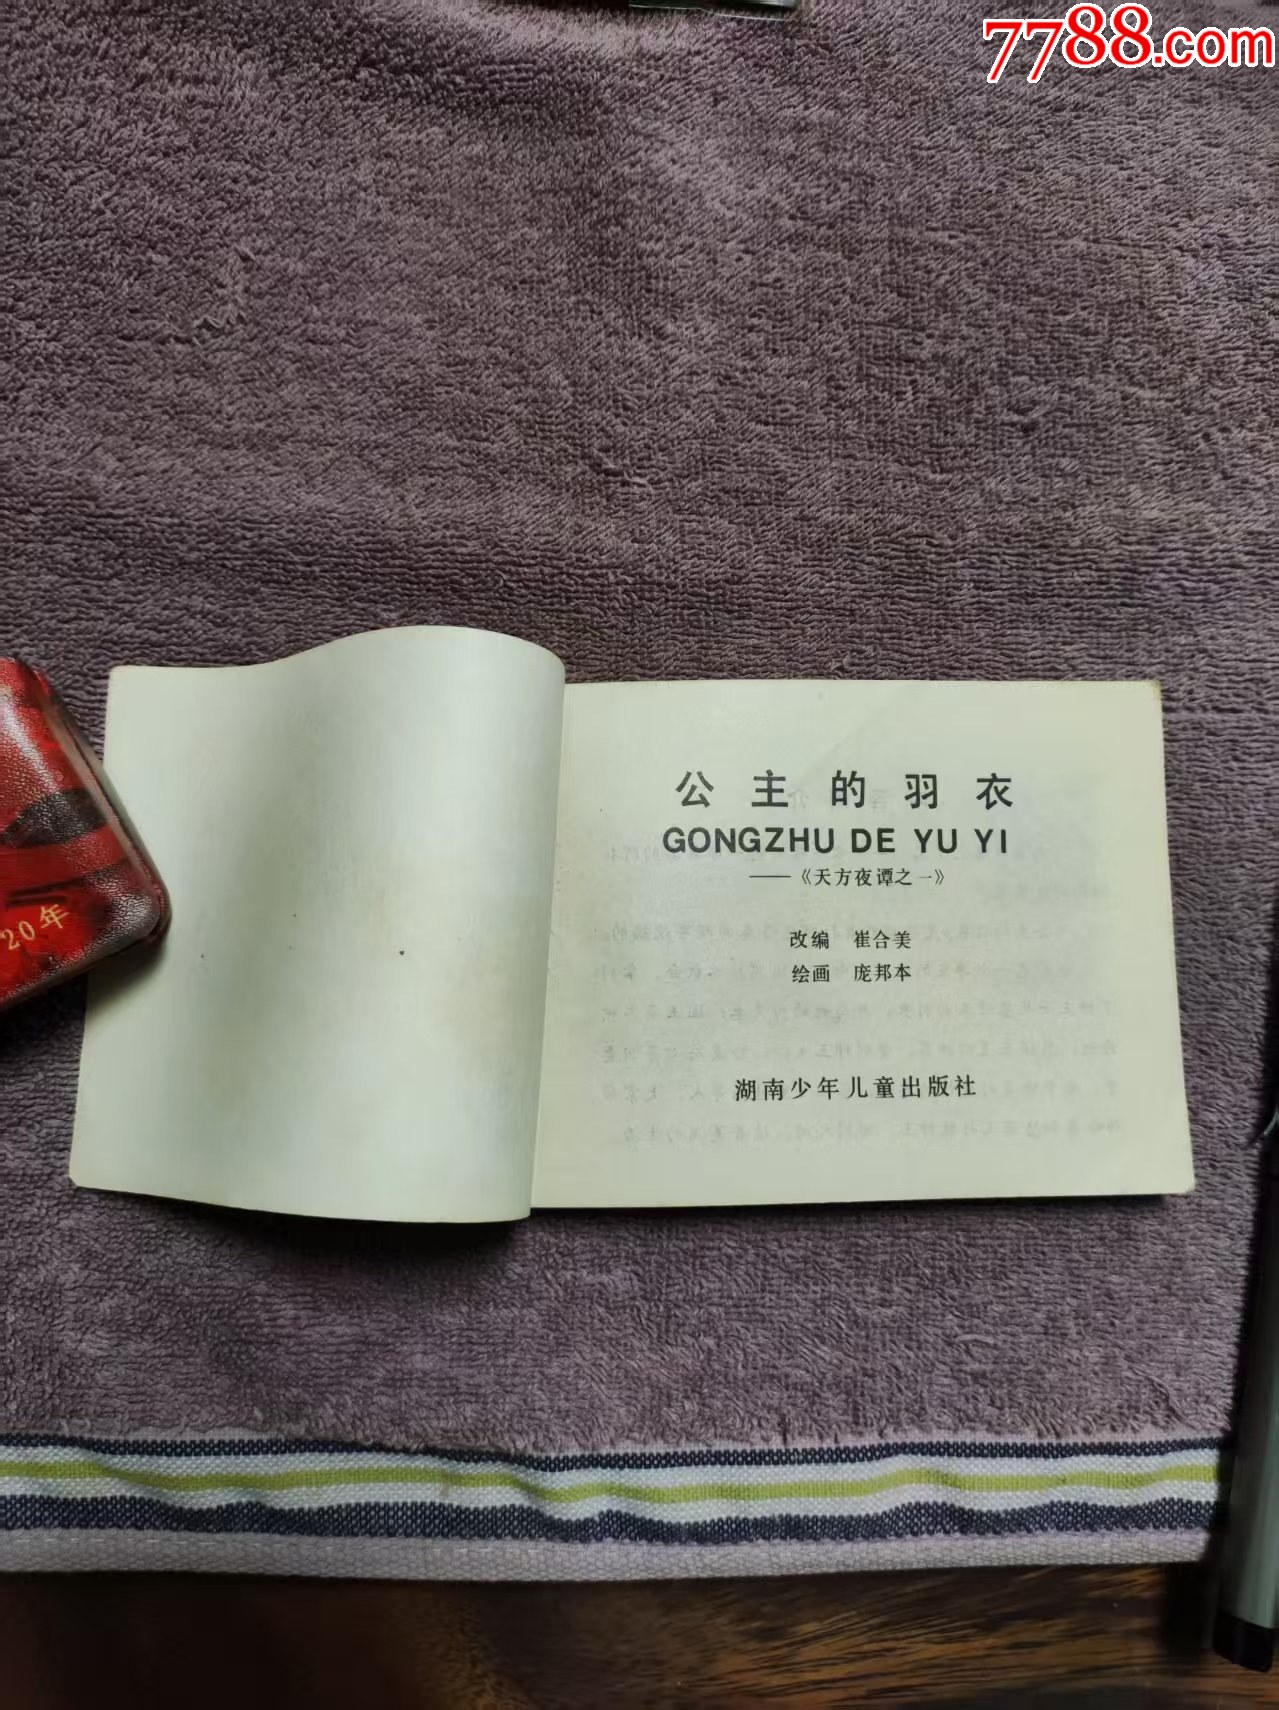 7788.com
公主的羽衣
GONGZHU DE YU YI
——《天方夜谭之一》
改编 崔合美
绘画 庞邦本
湖南少年儿童出版社
20年